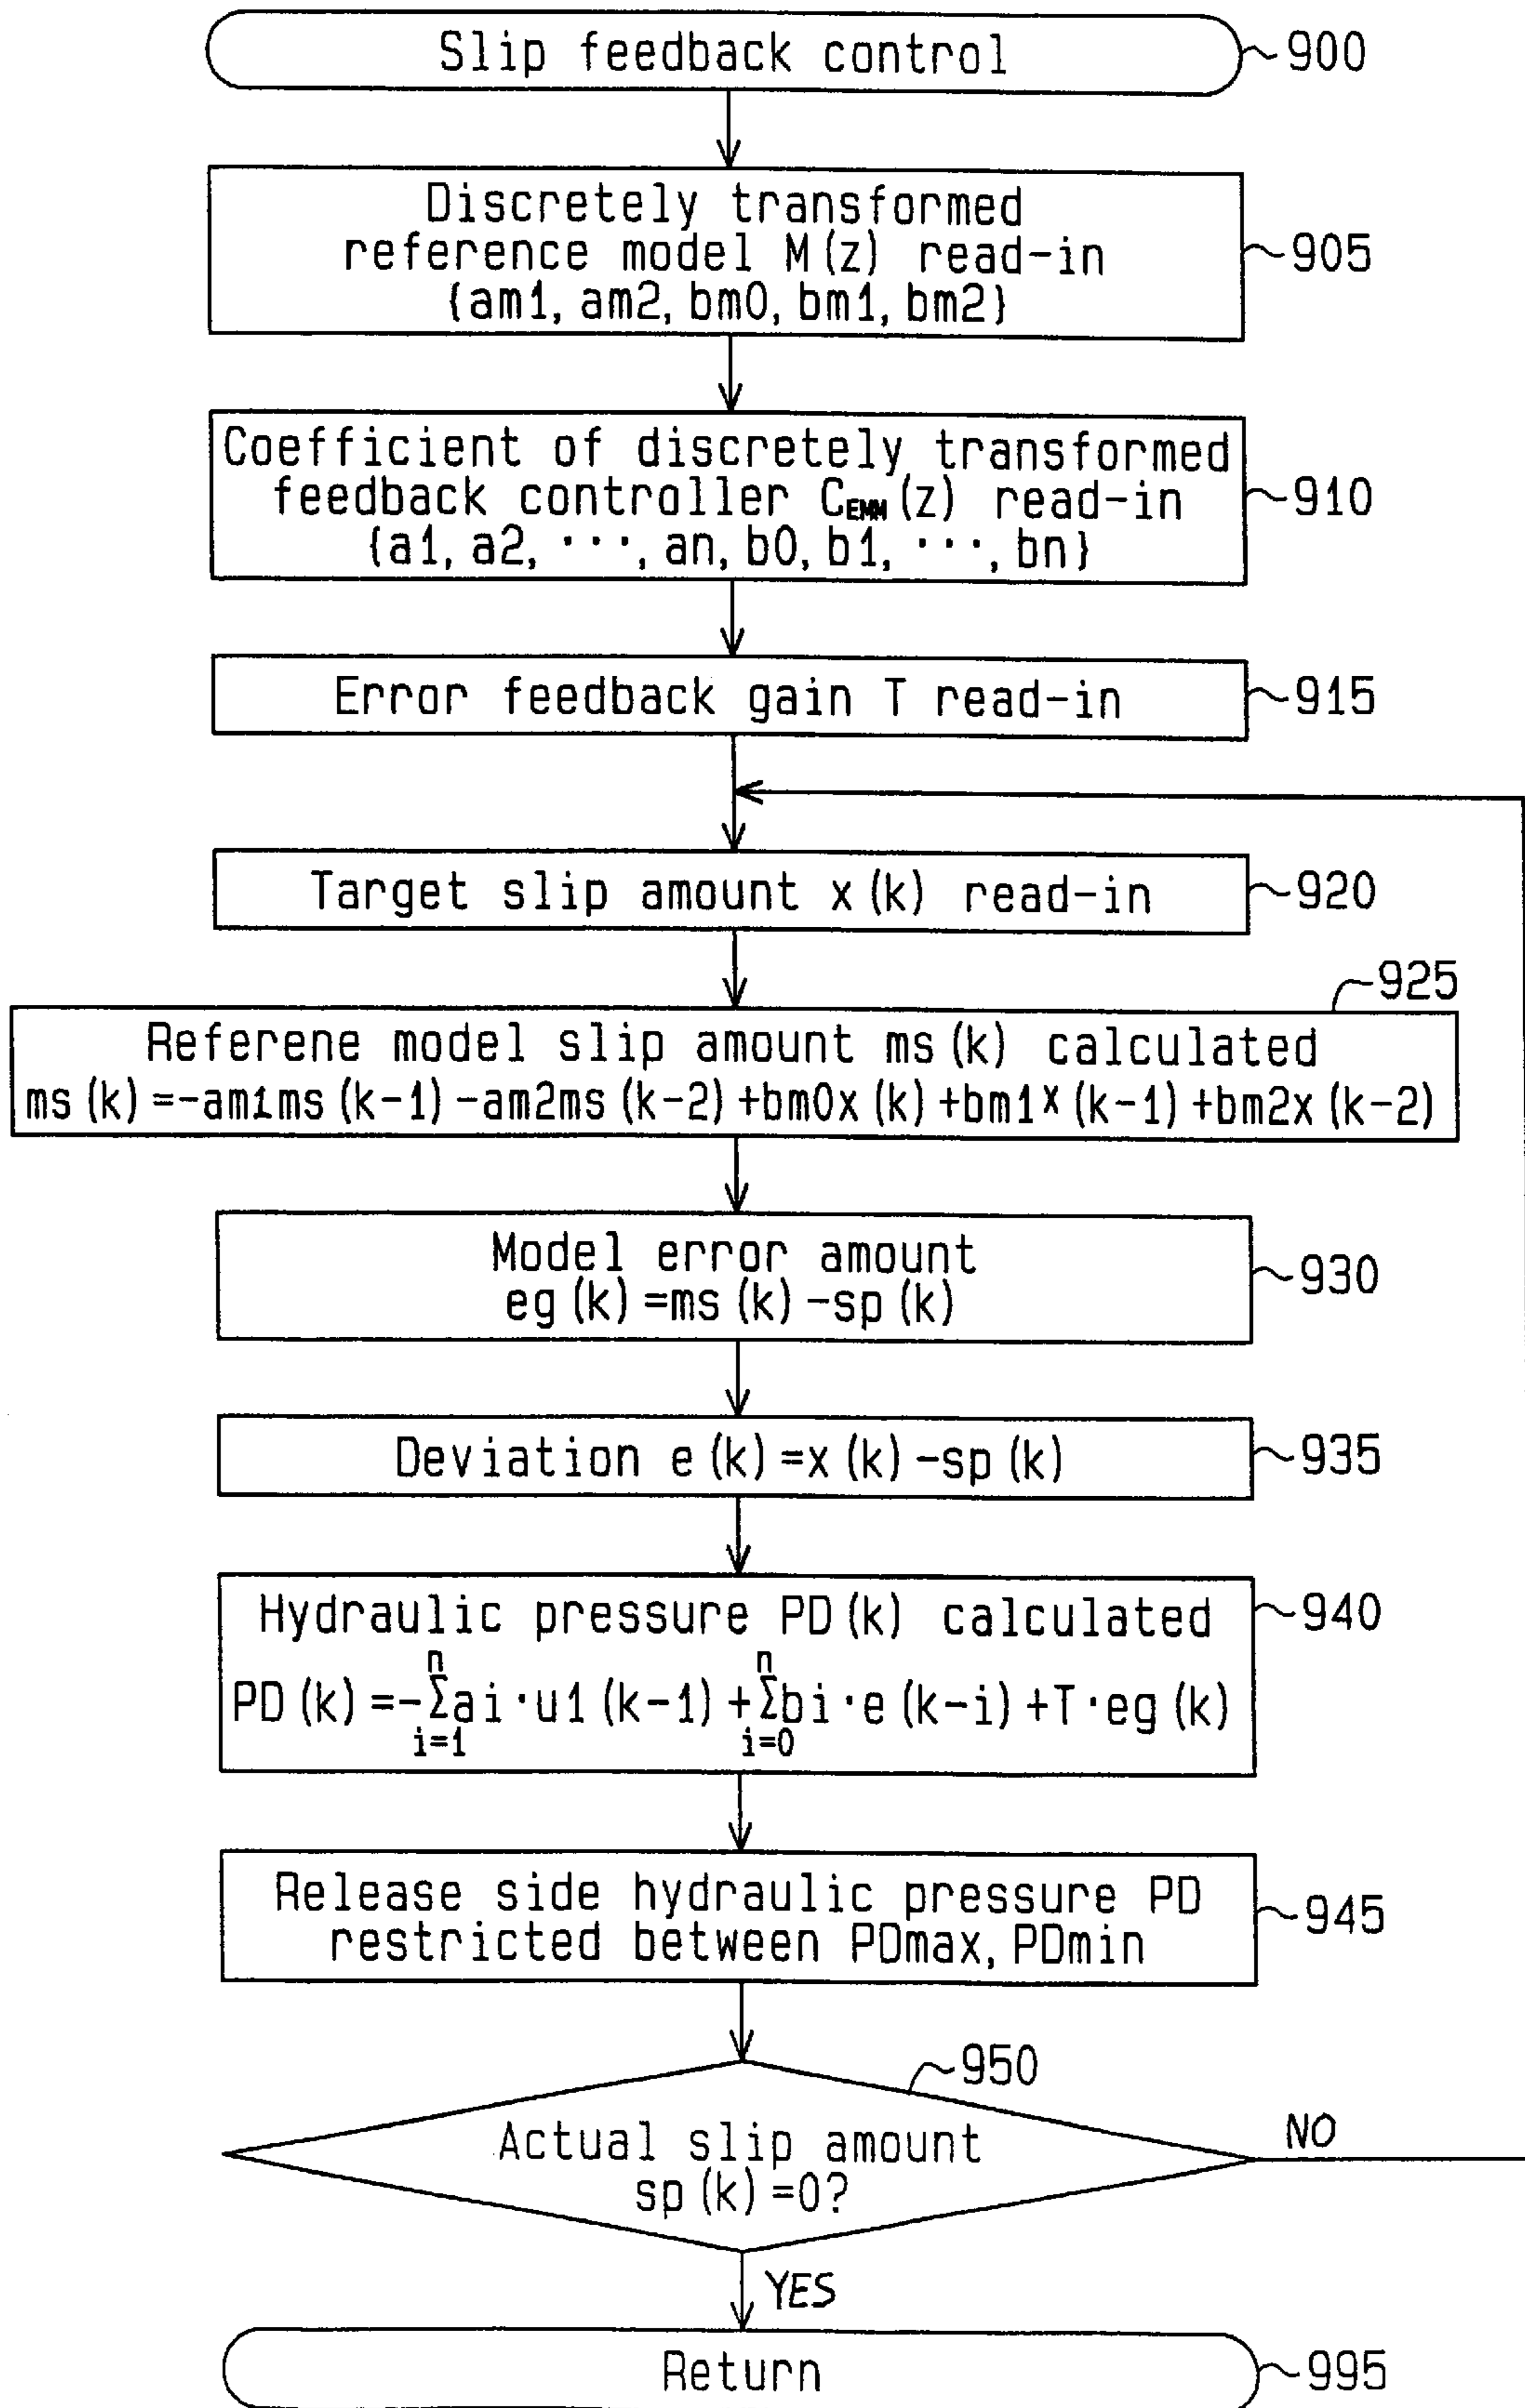 Slip feedback control
900
Discretely transformed
reference model M(z) read-in
{am1, am2, bm0, bm1, bm2}
905
Coefficient of discretely transformed
feedback controller C_EMM(z) read-in
{a1, a2, ···, an, b0, b1, ···, bn}
910
Error feedback gain T read-in
915
Target slip amount x(k) read-in
920
925
Referene model slip amount ms(k) calculated
ms(k)=-am1ms(k-1)-am2ms(k-2)+bm0x(k)+bm1x(k-1)+bm2x(k-2)
Model error amount
eg(k)=ms(k)-sp(k)
930
Deviation e(k)=x(k)-sp(k)
935
Hydraulic pressure PD(k) calculated
940
n n
PD(k)=-Σai·u1(k-1)+Σbi·e(k-i)+T·eg(k)
i=1 i=0
Release side hydraulic pressure PD
restricted between PDmax, PDmin
945
950
Actual slip amount
sp(k)=0?
NO
YES
Return
995